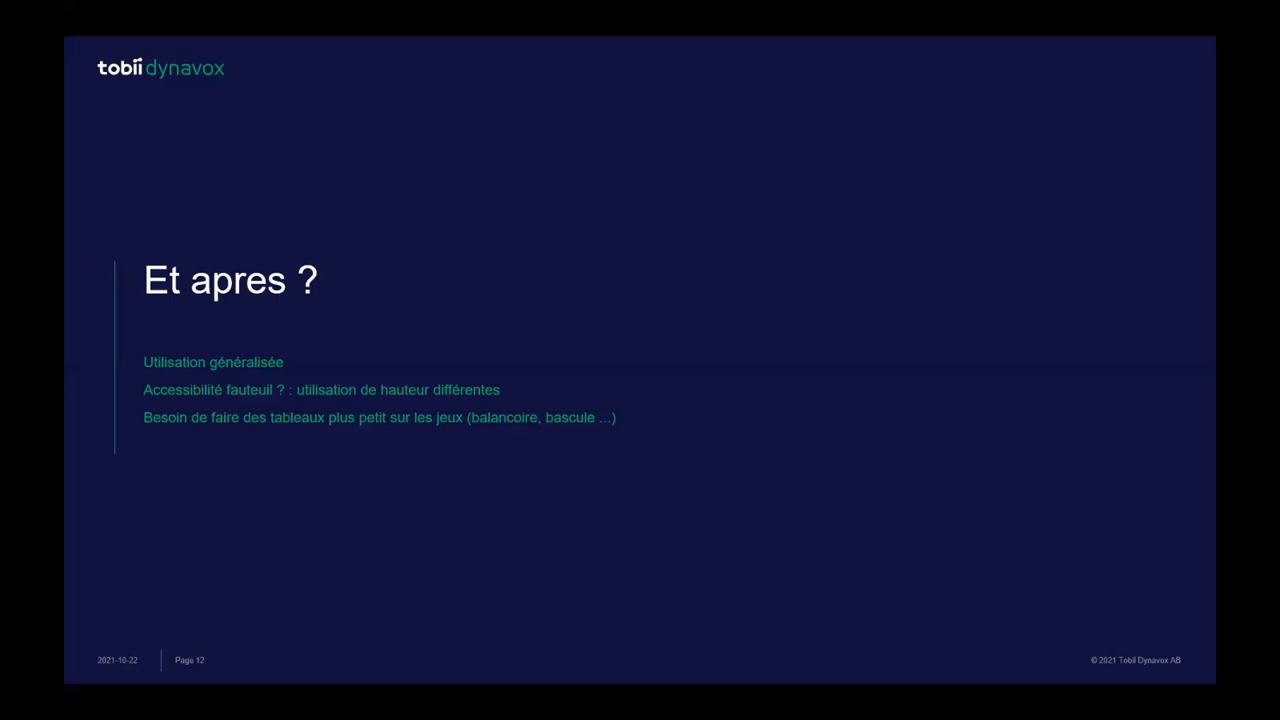 tobii dynavox
Et apres ?
Utilisation généralisée
Accessibilité fauteuil ? : utilisation de hauteur différentes
Besoin de faire des tableaux plus petit sur les jeux (balancoire, bascule ...)
2021-10-22
Page 12
© 2021 Tobii Dynavox AB